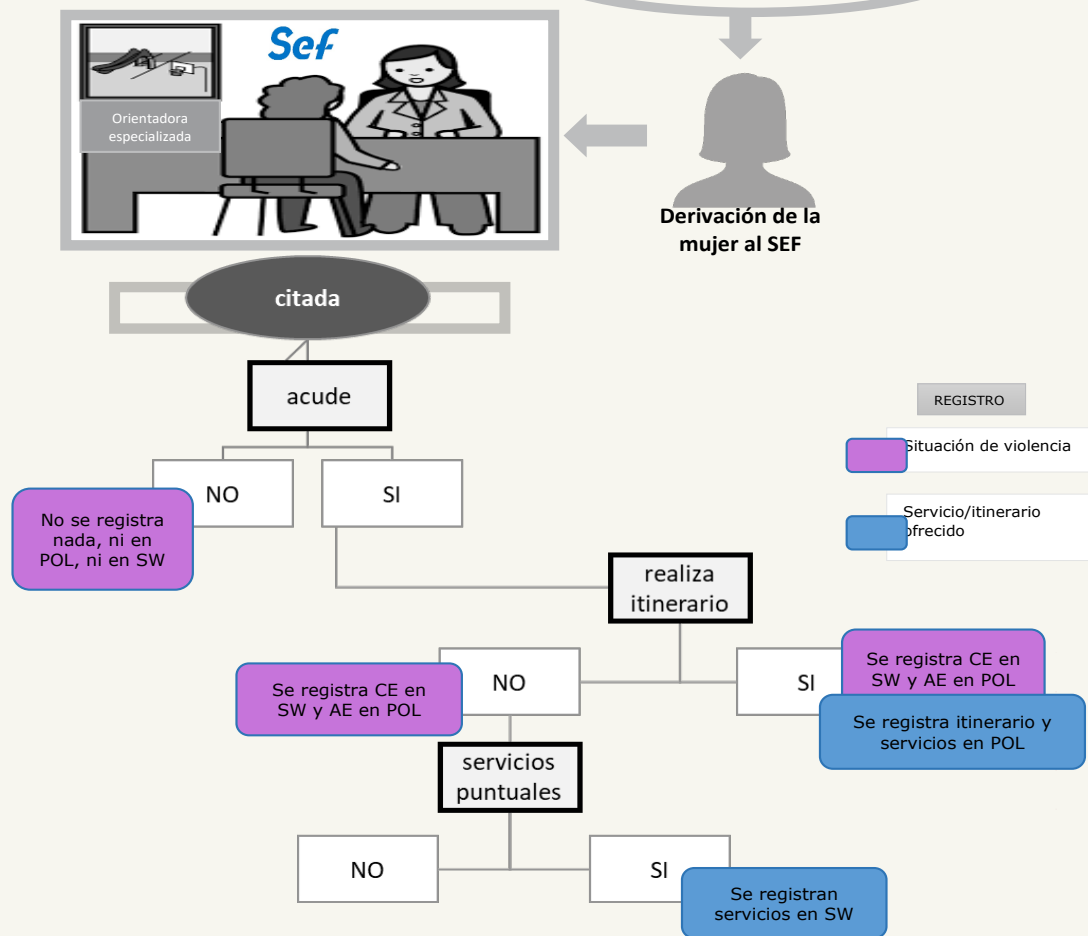 Sef
Orientadora
especializada
Derivación de la
mujer al SEF
citada
acude
REGISTRO
Situación de violencia
Servicio/itinerario
ofrecido
NO
SI
No se registra
nada, ni en
POL, ni en SW
realiza
itinerario
NO
Se registra CE en
SW y AE en POL
SI
Se registra CE en
SW y AE en POL
Se registra itinerario y
servicios en POL
servicios
puntuales
NO
SI
Se registran
servicios en SW